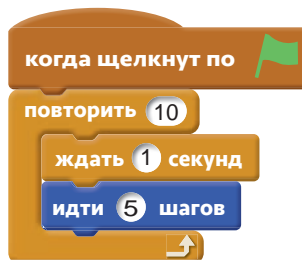 когда щелкнут по
повторить 10
ждать 1 секунд
идти 5 шагов